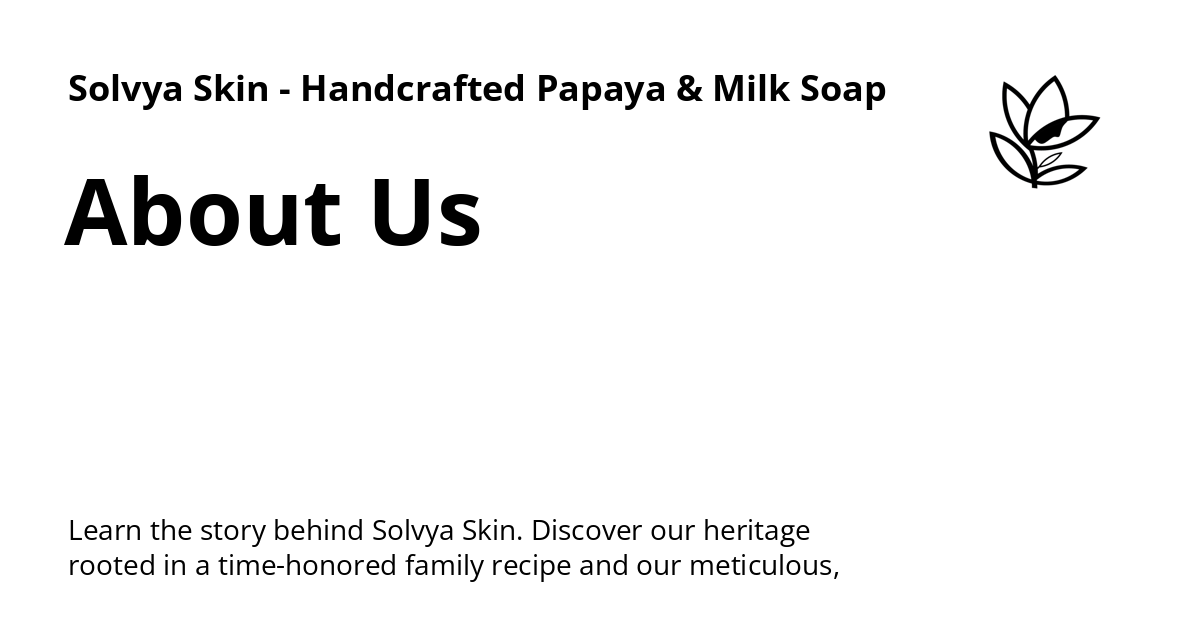 Solvya Skin - Handcrafted Papaya & Milk Soap
About Us
Learn the story behind Solvya Skin. Discover our heritage
rooted in a time-honored family recipe and our meticulous,